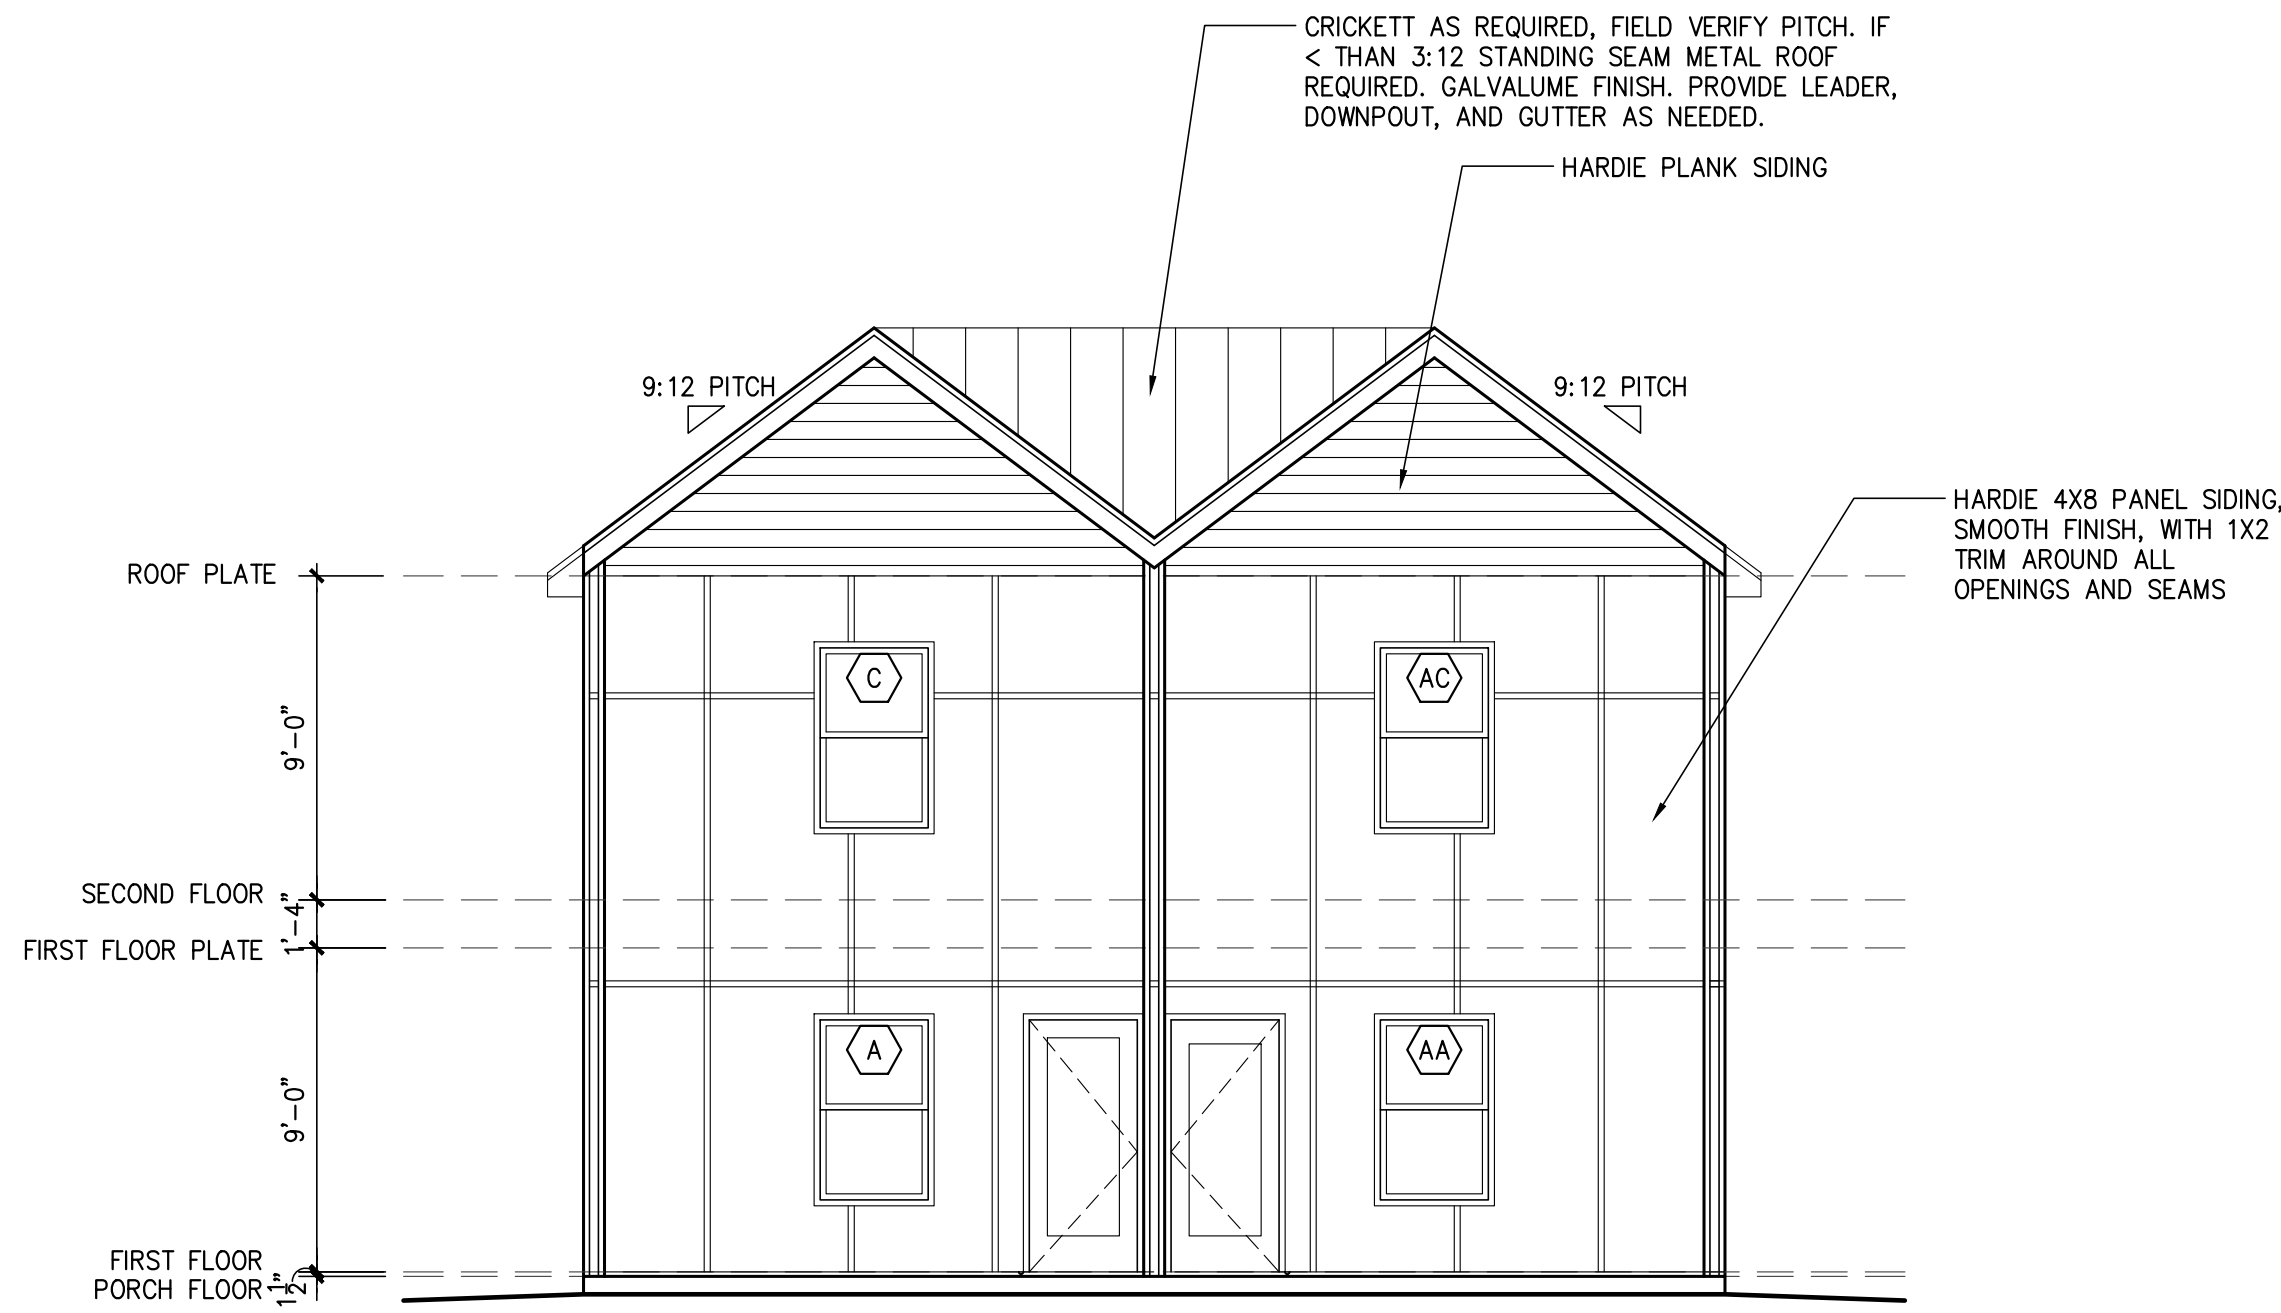 CRICKETT AS REQUIRED, FIELD VERIFY PITCH. IF
< THAN 3:12 STANDING SEAM METAL ROOF
REQUIRED. GALVALUME FINISH. PROVIDE LEADER,
DOWNPOUT, AND GUTTER AS NEEDED.
HARDIE PLANK SIDING
9:12 PITCH
9:12 PITCH
HARDIE 4X8 PANEL SIDING,
SMOOTH FINISH, WITH 1X2
TRIM AROUND ALL
OPENINGS AND SEAMS
ROOF PLATE
C
AC
9'-0"
SECOND FLOOR
1'-4"
FIRST FLOOR PLATE
A
AA
9'-0"
FIRST FLOOR
PORCH FLOOR
1 1/2"